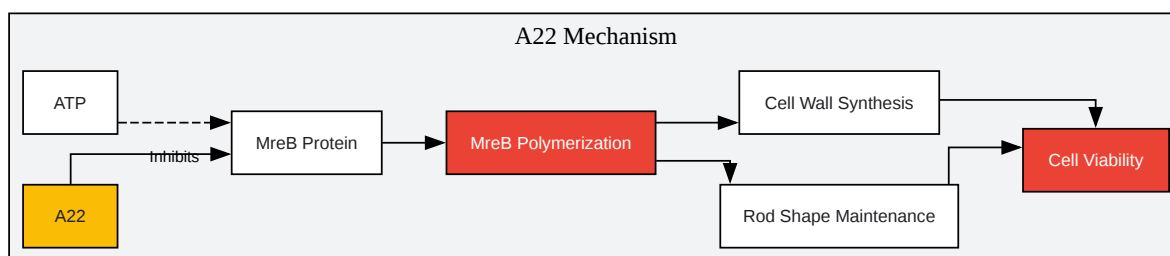 A22 Mechanism
ATP
Inhibits
A22
MreB Protein
MreB Polymerization
Cell Wall Synthesis
Rod Shape Maintenance
Cell Viability